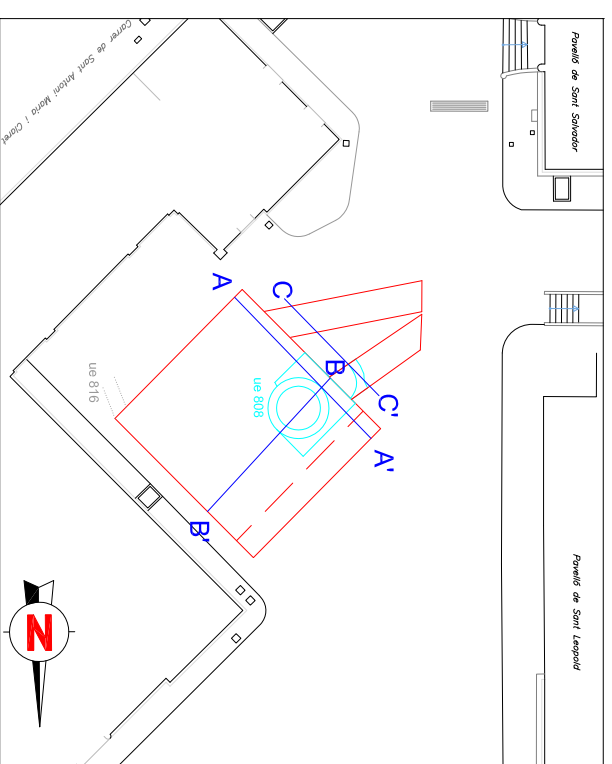 Carrer de Sant Antoni Maria i Claret
Pavelló de Sant Salvador
A
C
B
ue 808
C'
ue 816
A'
B'
Pavelló de Sant Leopold
N